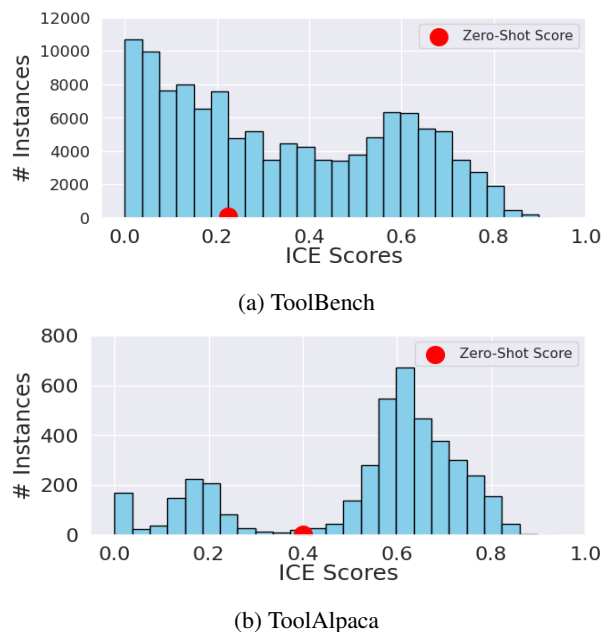 12000
10000
8000
6000
4000
2000
0
# Instances
Zero-Shot Score
0.0 0.2 0.4 0.6 0.8 1.0
ICE Scores
(a) ToolBench
800
600
400
200
0
# Instances
Zero-Shot Score
0.0 0.2 0.4 0.6 0.8 1.0
ICE Scores
(b) ToolAlpaca